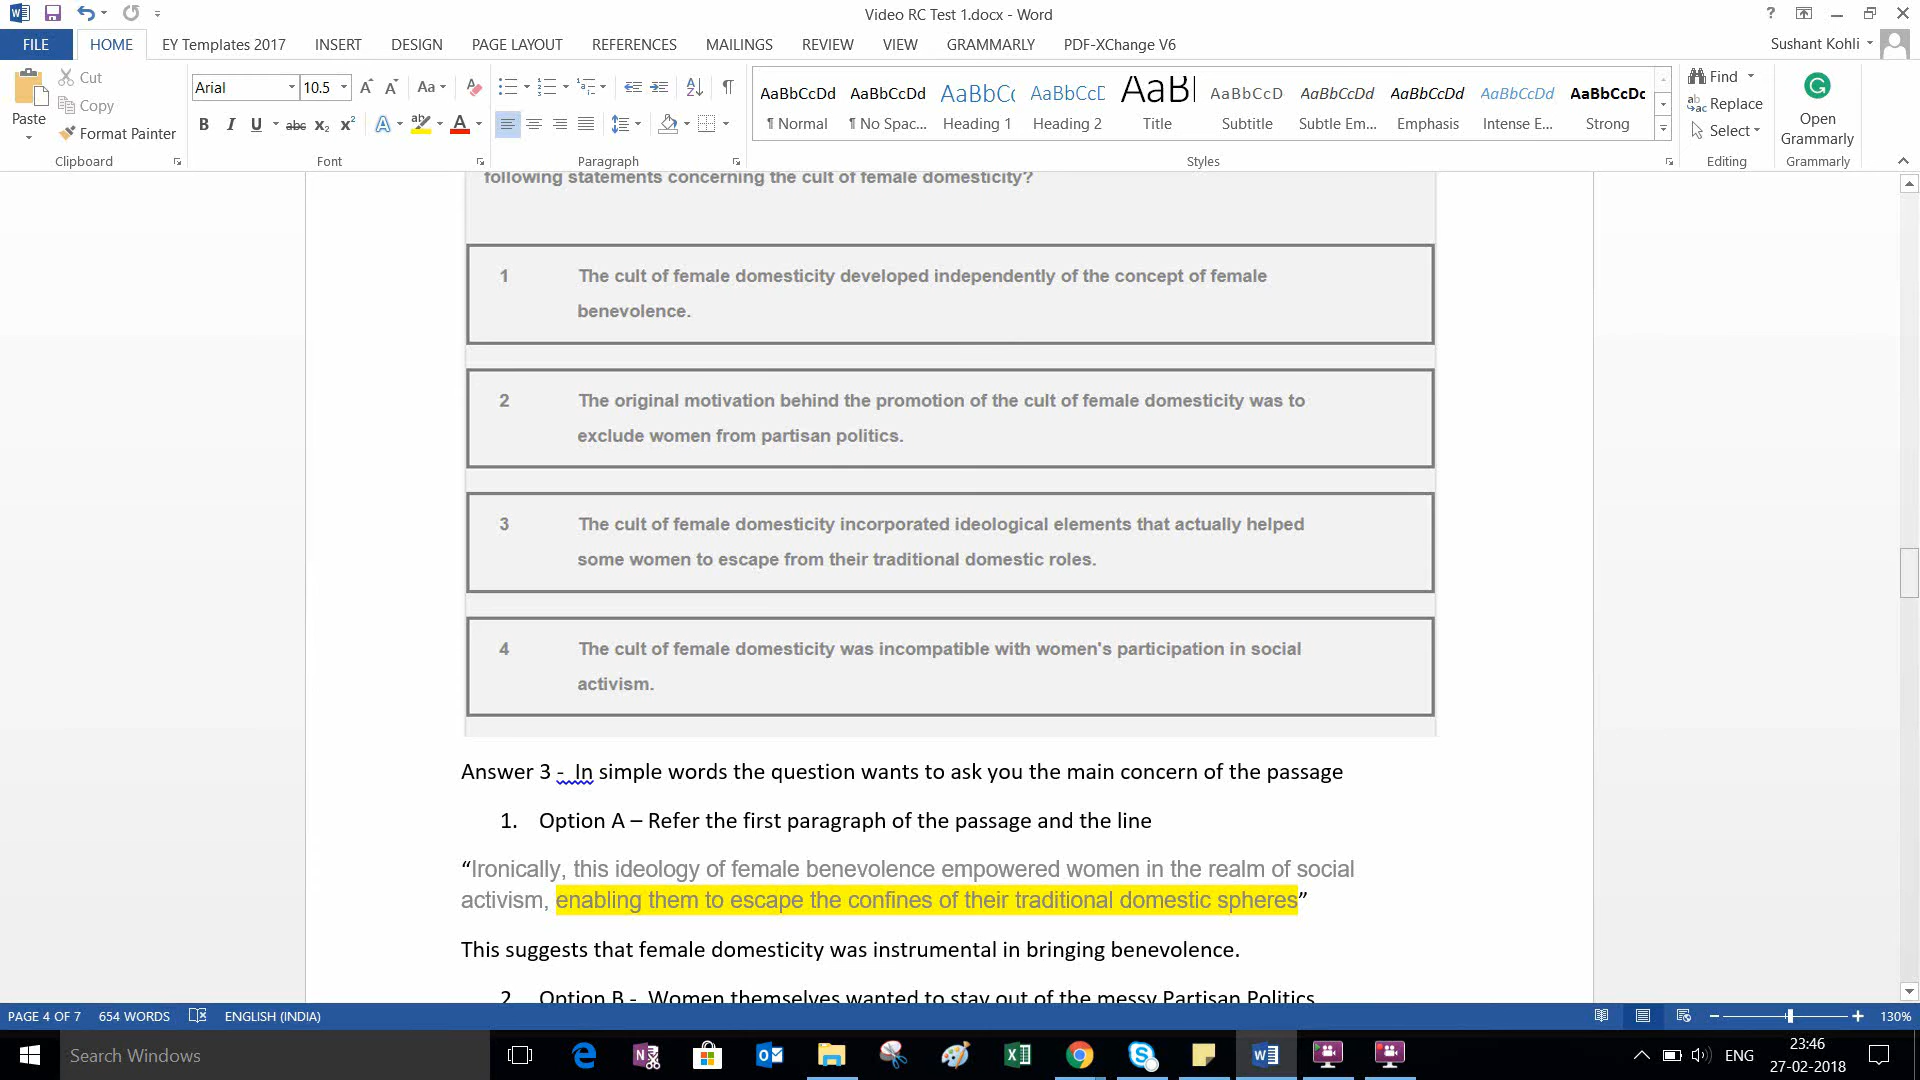 Video RC Test 1.docx - Word
FILE HOME EY Templates 2017 INSERT DESIGN PAGE LAYOUT REFERENCES MAILINGS REVIEW VIEW GRAMMARLY PDF-XChange V6 Sushant Kohli
Cut
Copy
Paste
Format Painter
Clipboard
Arial 10.5
Font
Paragraph
AaBbCcDd AaBbCcDd AaBbC AaBbCcD AaBl AaBbCcD AaBbCcDd AaBbCcDd AaBbCcDd AaBbCcDc
¶ Normal ¶ No Spac... Heading 1 Heading 2 Title Subtitle Subtle Em... Emphasis Intense E... Strong
Styles
Find
Replace
Select
Editing
Open
Grammarly
Grammarly
following statements concerning the cult of female domesticity?
1 The cult of female domesticity developed independently of the concept of female
benevolence.
2 The original motivation behind the promotion of the cult of female domesticity was to
exclude women from partisan politics.
3 The cult of female domesticity incorporated ideological elements that actually helped
some women to escape from their traditional domestic roles.
4 The cult of female domesticity was incompatible with women's participation in social
activism.
Answer 3 - In simple words the question wants to ask you the main concern of the passage
1. Option A – Refer the first paragraph of the passage and the line
“Ironically, this ideology of female benevolence empowered women in the realm of social
activism, enabling them to escape the confines of their traditional domestic spheres”
This suggests that female domesticity was instrumental in bringing benevolence.
2. Option B - Women themselves wanted to stay out of the messy Partisan Politics
PAGE 4 OF 7 654 WORDS ENGLISH (INDIA) 130%
Search Windows
ENG
23:46
27-02-2018